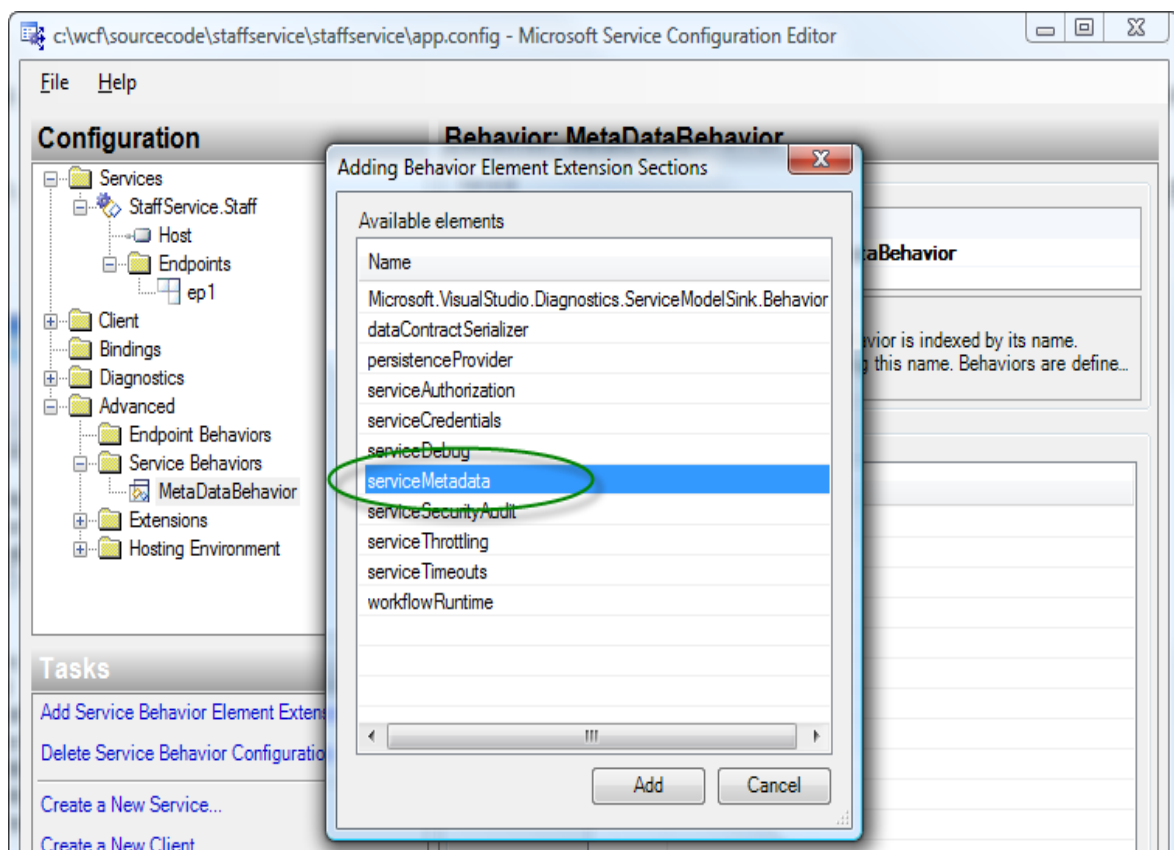 c:\wcf\sourcecode\staffservice\staffservice\app.config - Microsoft Service Configuration Editor
File Help
Configuration
Services
StaffService.Staff
Host
Endpoints
ep1
Client
Bindings
Diagnostics
Advanced
Endpoint Behaviors
Service Behaviors
MetaDataBehavior
Extensions
Hosting Environment
Tasks
Add Service Behavior Element Extens
Delete Service Behavior Configuratio
Create a New Service...
Create a New Client
Behavior: MetaDataBehavior
aBehavior
avior is indexed by its name.
this name. Behaviors are define...
Adding Behavior Element Extension Sections
Available elements
Name
Microsoft.VisualStudio.Diagnostics.ServiceModelSink.Behavior
dataContractSerializer
persistenceProvider
serviceAuthorization
serviceCredentials
serviceDebug
serviceMetadata
serviceSecurityAudit
serviceThrottling
serviceTimeouts
workflowRuntime
Add Cancel